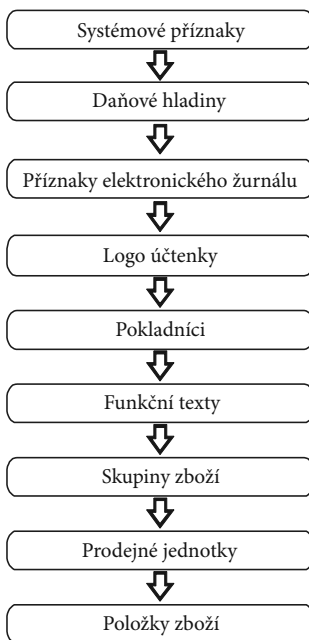 Systémové příznaky
Daňové hladiny
Příznaky elektronického žurnálu
Logo účtenky
Pokladníci
Funkční texty
Skupiny zboží
Prodejné jednotky
Položky zboží